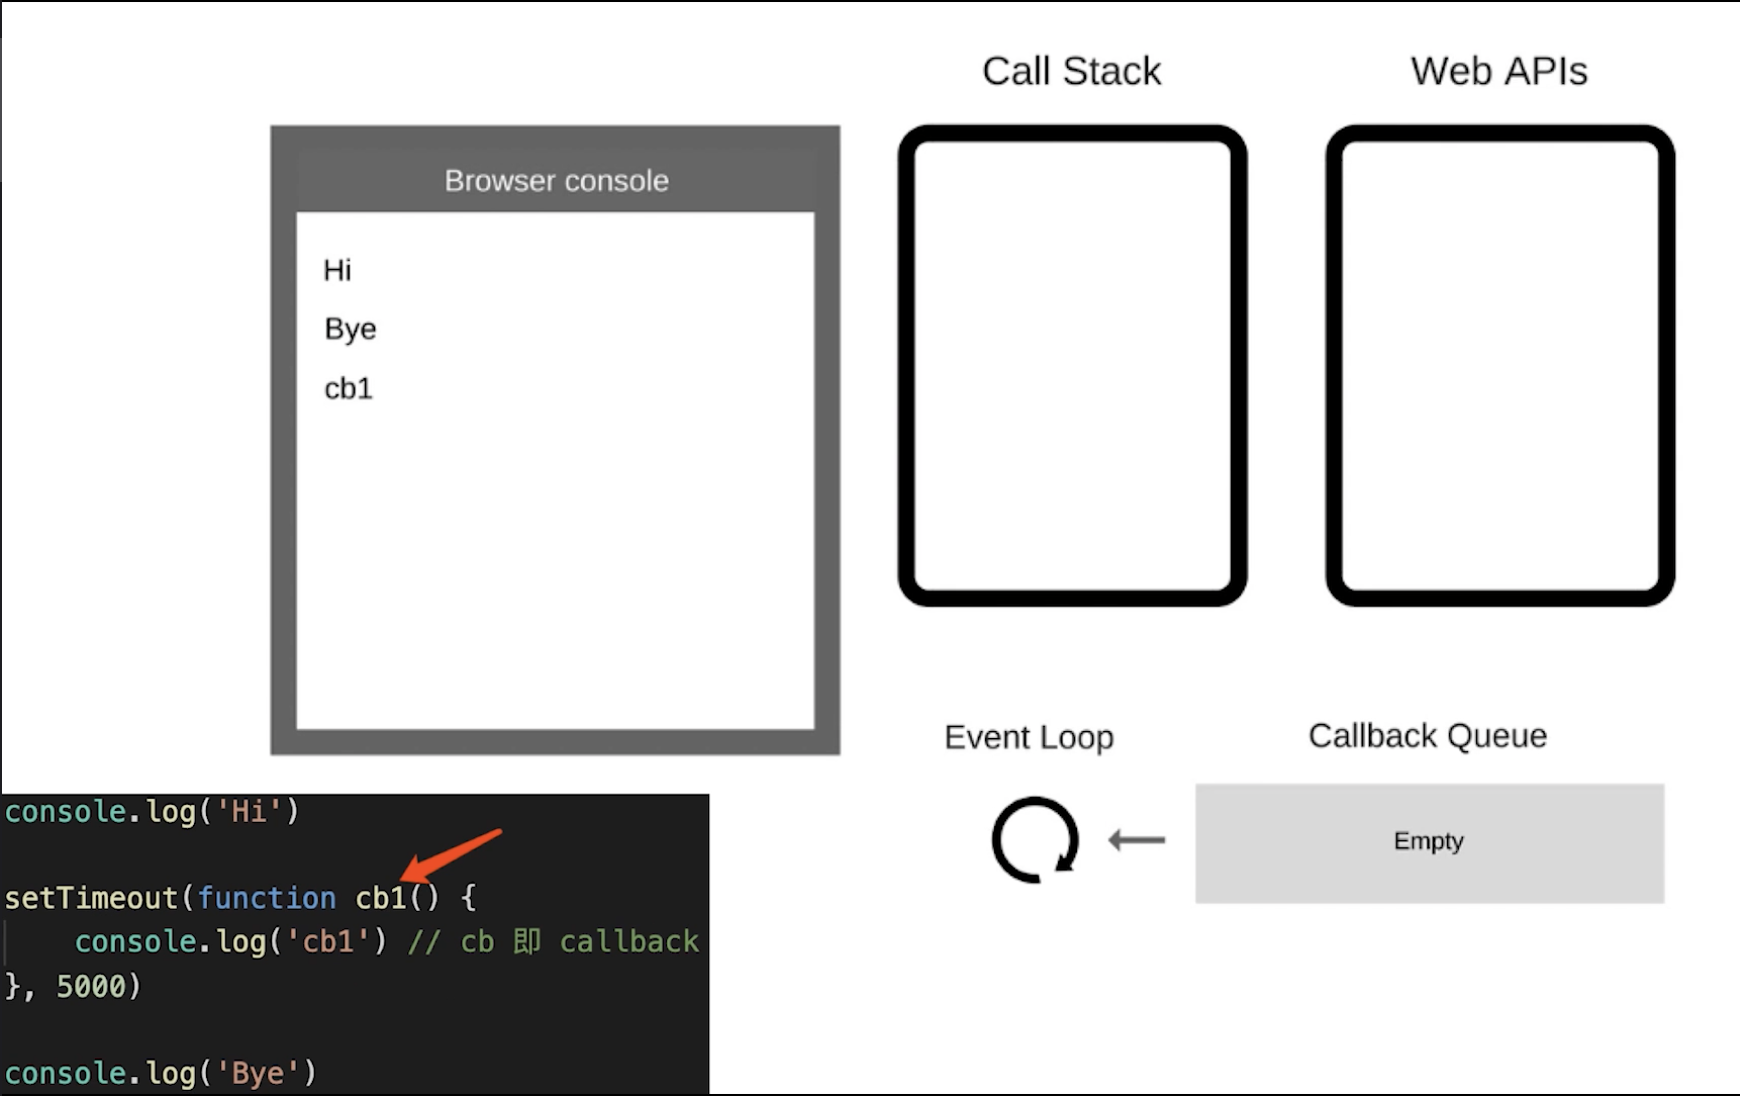 Call Stack
Web APIs
Browser console
Hi
Bye
cb1
Event Loop
Callback Queue
Empty
console.log('Hi')
setTimeout(function cb1() {
    console.log('cb1') // cb 即 callback
}, 5000)
console.log('Bye')